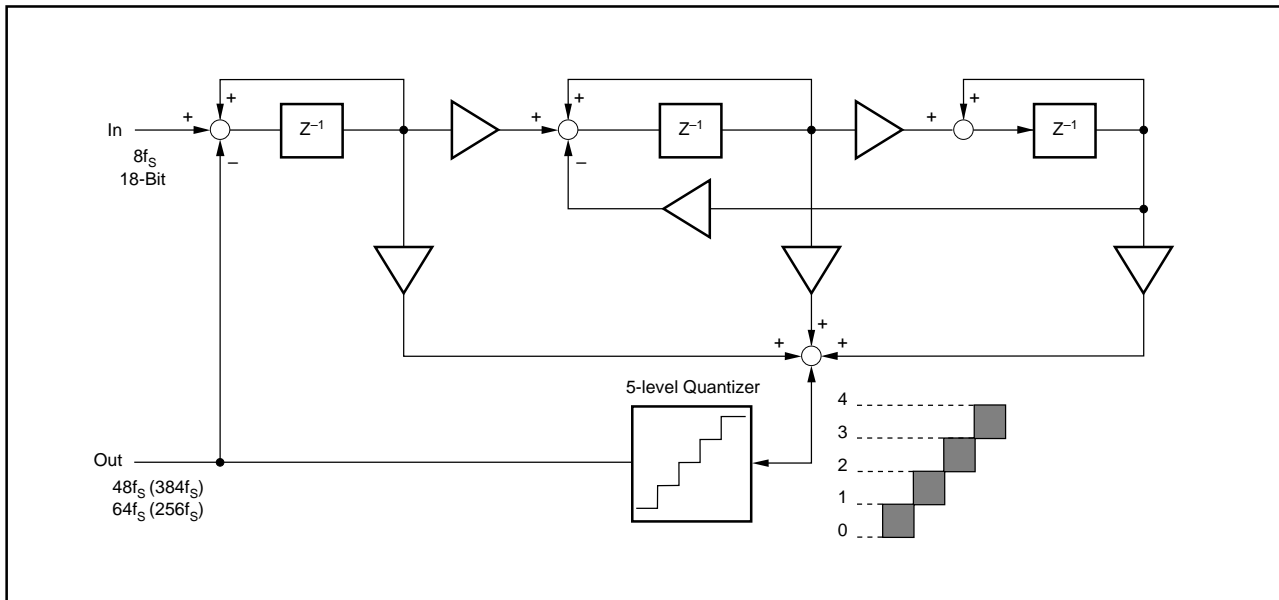 + + + +
In + Z⁻¹ + Z⁻¹ + Z⁻¹
– –
8fS
18-Bit
+
+ +
5-level Quantizer
4
3
2
1
0
Out
48fS (384fS)
64fS (256fS)